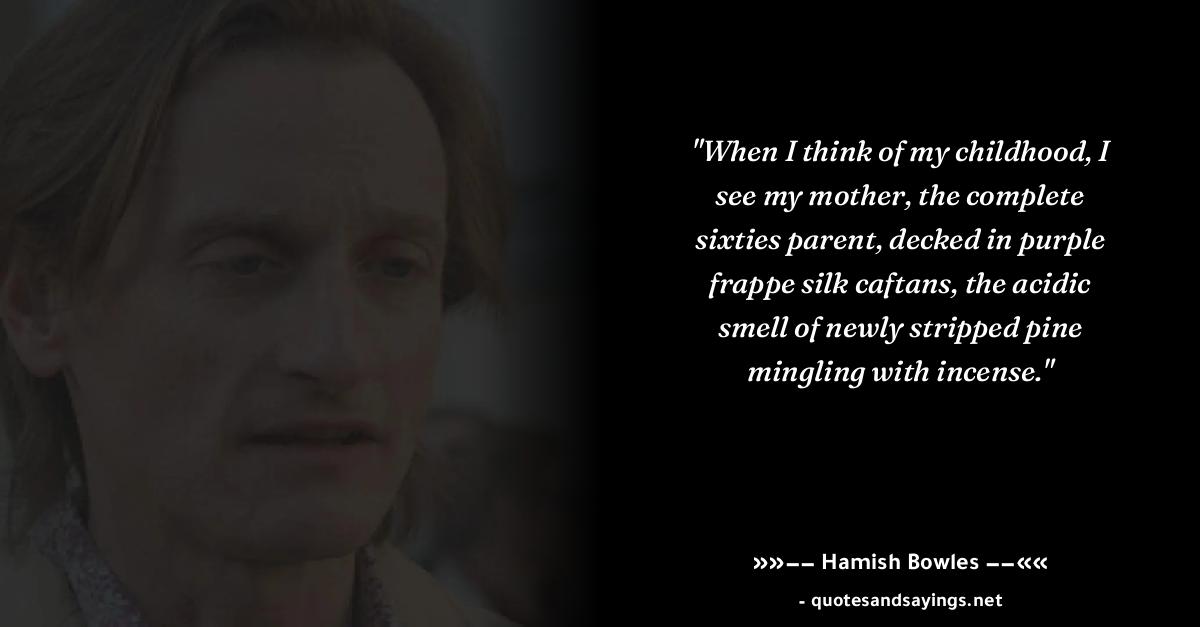 "When I think of my childhood, I
see my mother, the complete
sixties parent, decked in purple
frappe silk caftans, the acidic
smell of newly stripped pine
mingling with incense."
»»−− Hamish Bowles −−««
- quotesandsayings.net